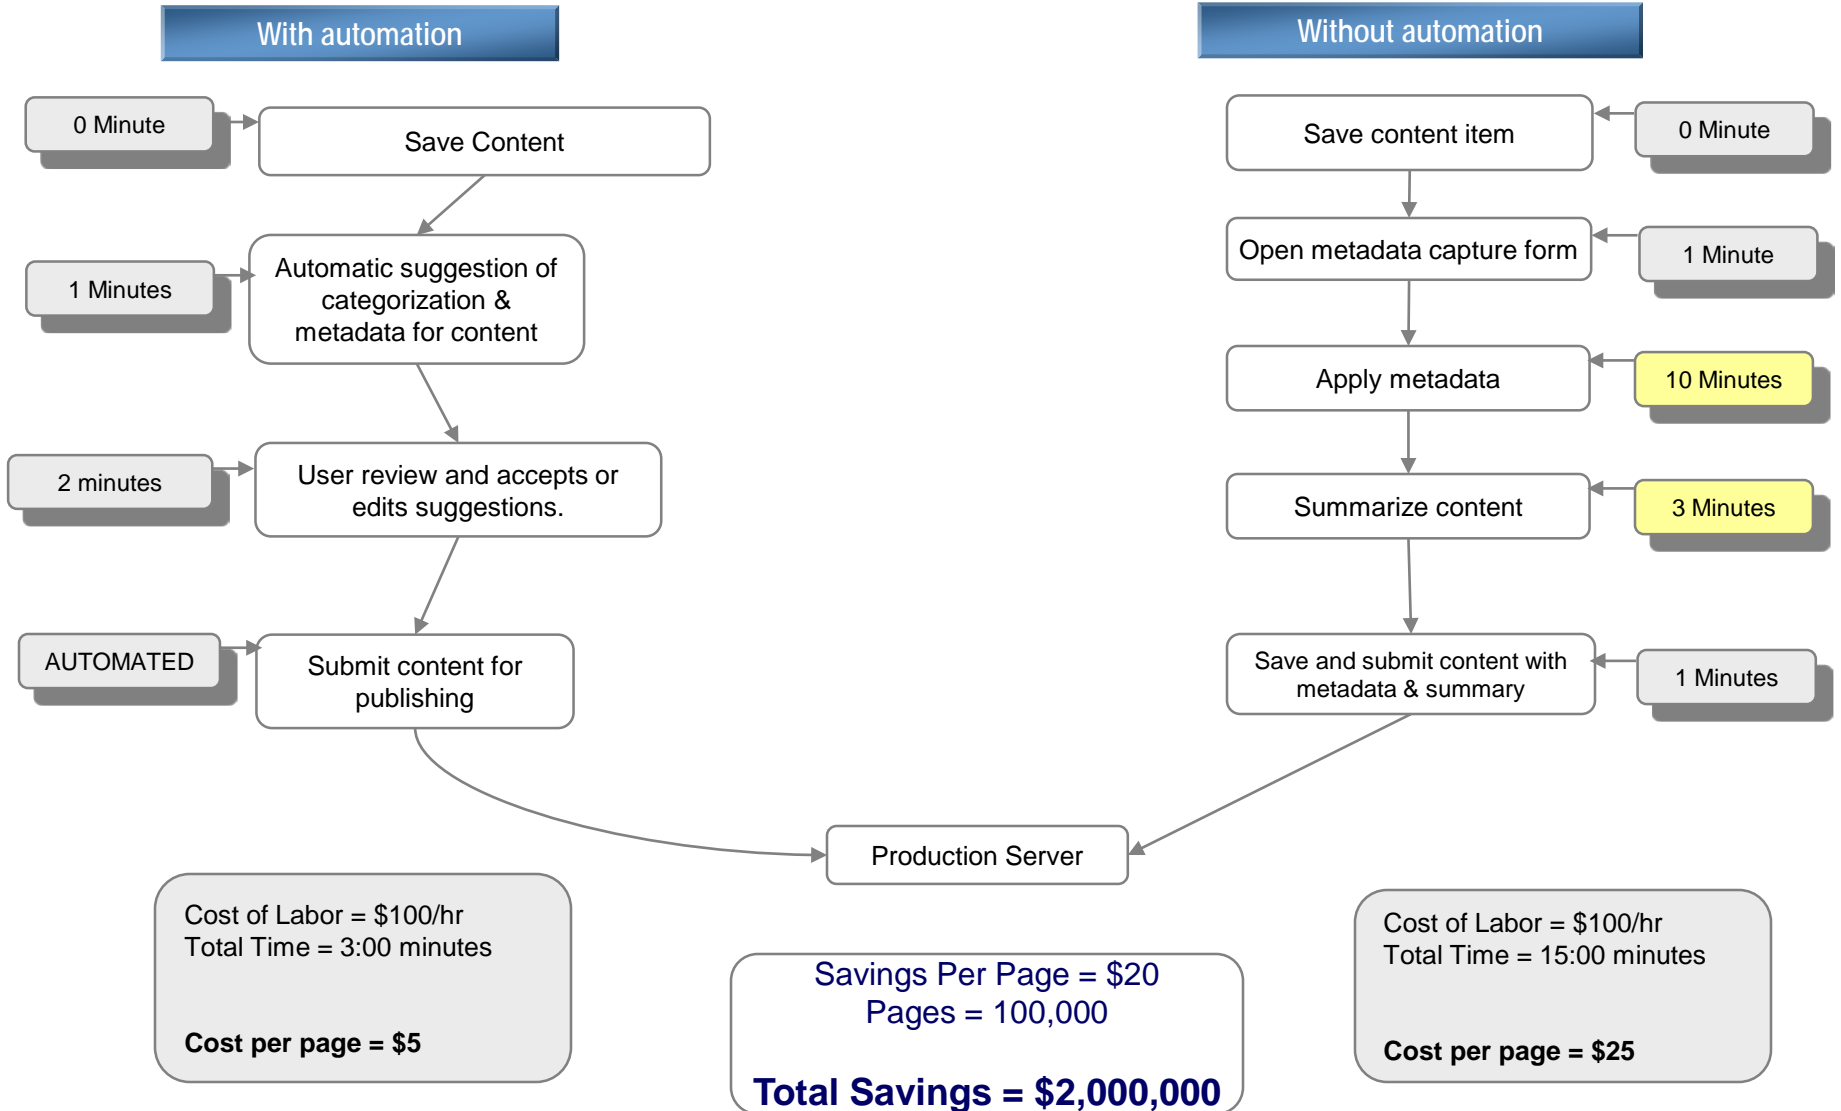 With automation
Without automation
0 Minute
Save Content
1 Minutes
Automatic suggestion of
categorization &
metadata for content
2 minutes
User review and accepts or
edits suggestions.
AUTOMATED
Submit content for
publishing
Save content item
0 Minute
Open metadata capture form
1 Minute
Apply metadata
10 Minutes
Summarize content
3 Minutes
Save and submit content with
metadata & summary
1 Minutes
Production Server
Cost of Labor = $100/hr
Total Time = 3:00 minutes
Cost per page = $5
Savings Per Page = $20
Pages = 100,000
Total Savings = $2,000,000
Cost of Labor = $100/hr
Total Time = 15:00 minutes
Cost per page = $25